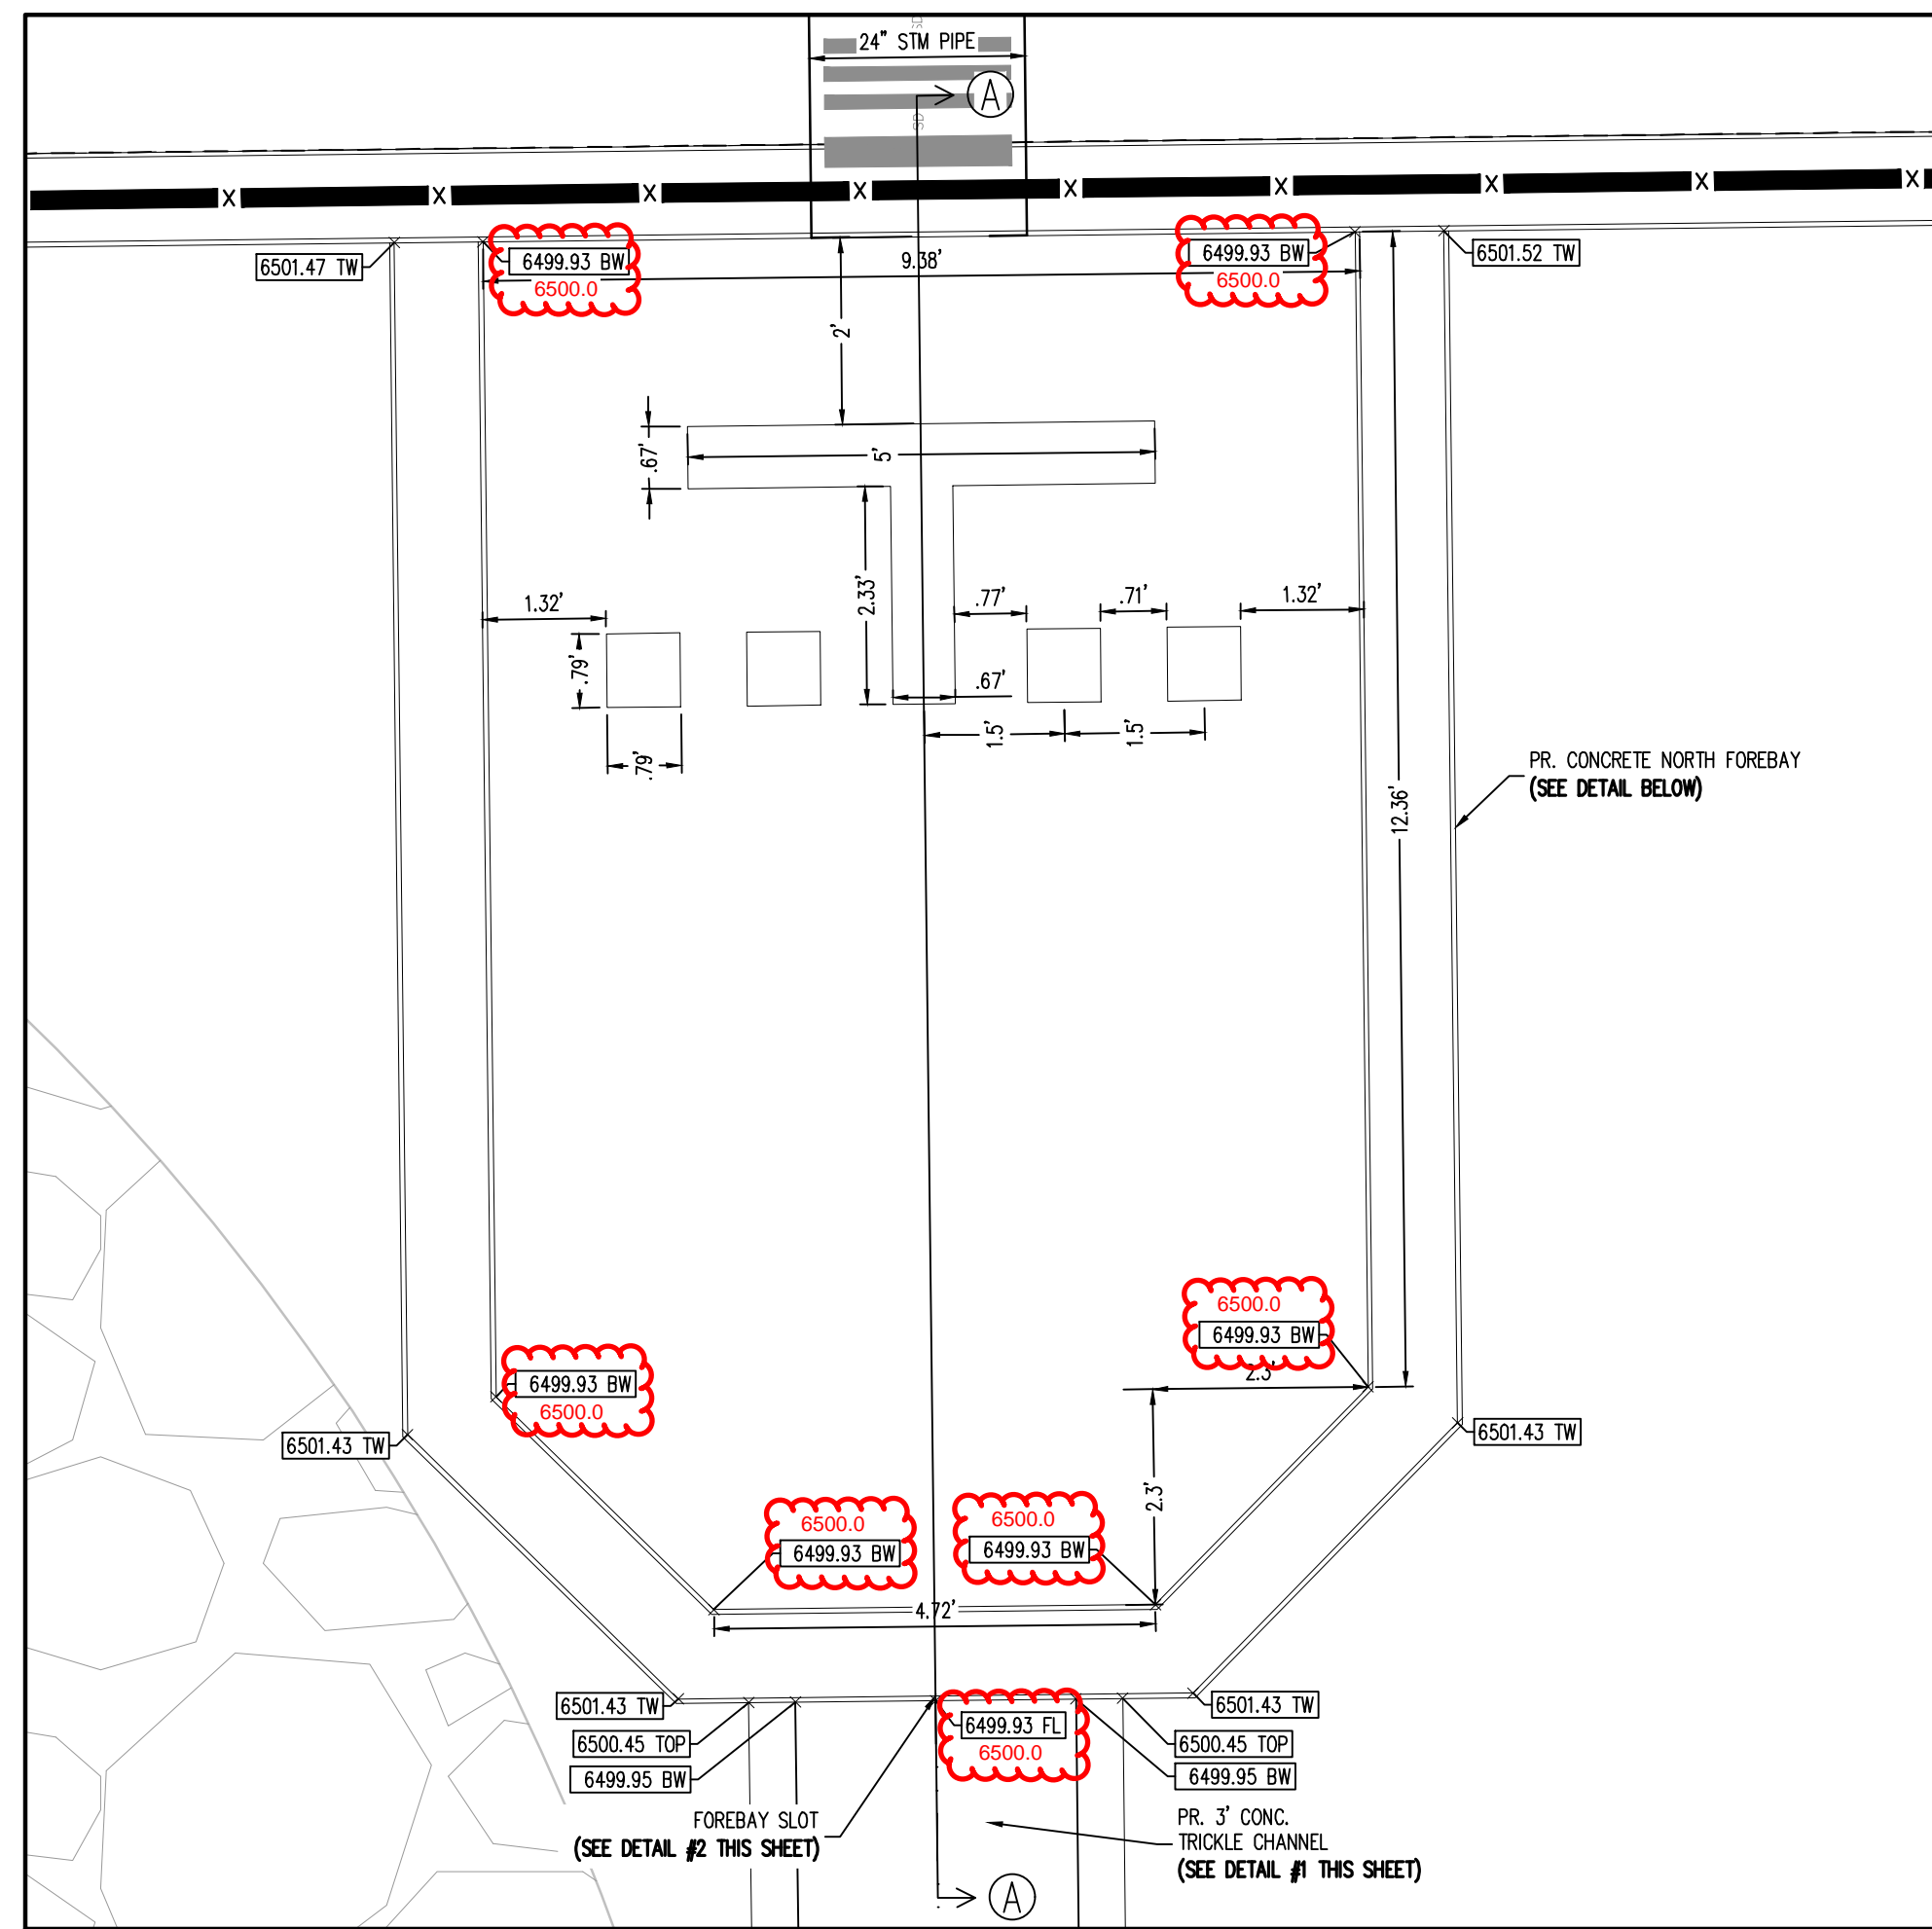 SD
24" STM PIPE
A
SD
X X X X X X X X X
6501.47 TW
6499.93 BW
6500.0
9.38'
6499.93 BW
6500.0
6501.52 TW
2'
.67'
5'
2.33'
1.32'
.77'
.71'
1.32'
.79'
.67'
.79'
1.5'
1.5'
12.36'
PR. CONCRETE NORTH FOREBAY
(SEE DETAIL BELOW)
6500.0
6499.93 BW
2.3'
6499.93 BW
6500.0
6501.43 TW
6501.43 TW
2.3'
6500.0
6499.93 BW
6500.0
6499.93 BW
4.72'
6501.43 TW
6500.45 TOP
6499.95 BW
6499.93 FL
6500.0
6501.43 TW
6500.45 TOP
6499.95 BW
FOREBAY SLOT
(SEE DETAIL #2 THIS SHEET)
PR. 3' CONC.
TRICKLE CHANNEL
(SEE DETAIL #1 THIS SHEET)
A